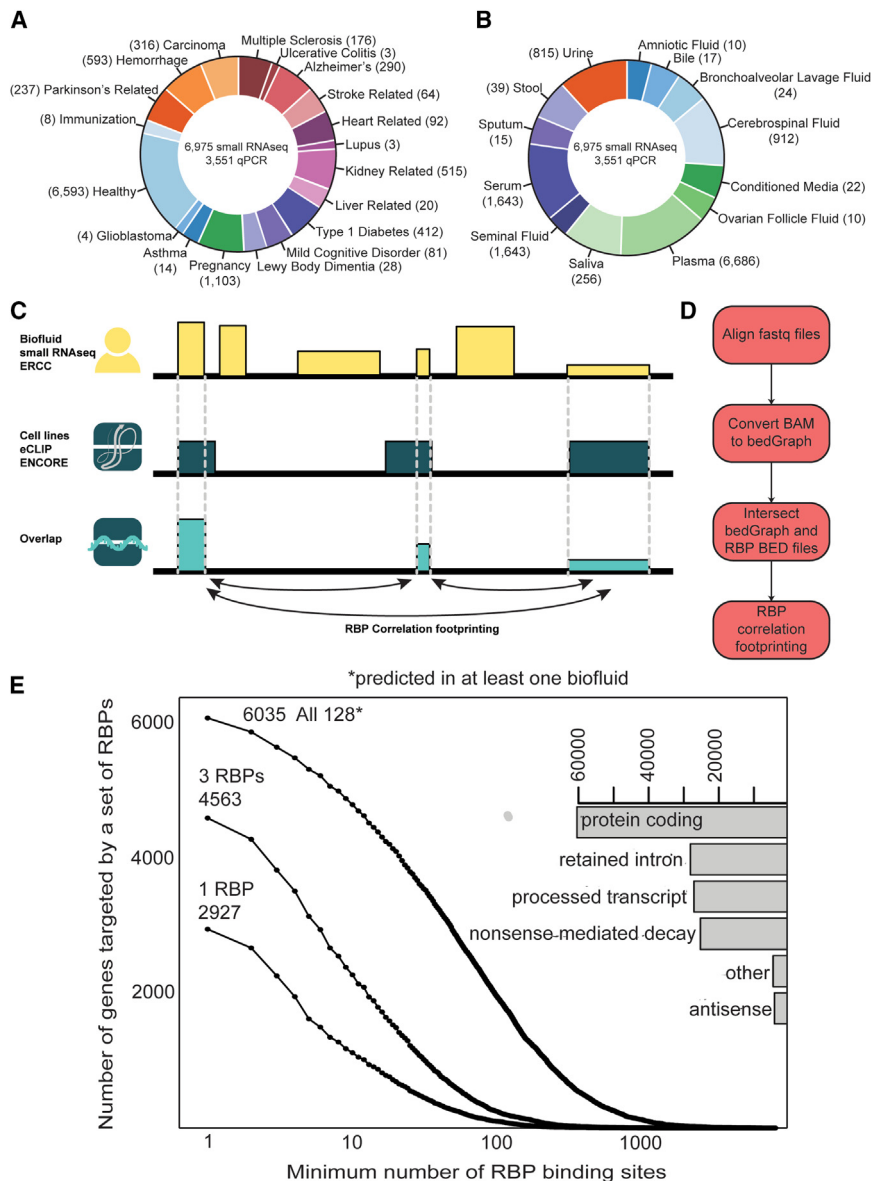 A
(316) Carcinoma
(593) Hemorrhage
(237) Parkinson's Related
(8) Immunization
(6,593) Healthy
(4) Glioblastoma
Asthma
(14)
Pregnancy
(1,103)
Multiple Sclerosis (176)
Ulcerative Colitis (3)
Alzheimer's (290)
Stroke Related (64)
Heart Related (92)
Lupus (3)
Kidney Related (515)
Liver Related (20)
Type 1 Diabetes (412)
Mild Cognitive Disorder (81)
Lewy Body Dimentia (28)
6,975 small RNAseq
3,551 qPCR
B
(815) Urine
(39) Stool
Sputum
(15)
Serum
(1,643)
Seminal Fluid
(1,643)
Saliva
(256)
Amniotic Fluid (10)
Bile (17)
Bronchoalveolar Lavage Fluid
(24)
Cerebrospinal Fluid
(912)
Conditioned Media (22)
Ovarian Follicle Fluid (10)
Plasma (6,686)
6,975 small RNAseq
3,551 qPCR
C
Biofluid
small RNAseq
ERCC
Cell lines
eCLIP
ENCORE
Overlap
RBP Correlation footprinting
D
Align fastq files
Convert BAM
to bedGraph
Intersect
bedGraph and
RBP BED files
RBP
correlation
footprinting
E
*predicted in at least one biofluid
Number of genes targeted by a set of RBPs
6000
4000
2000
6035 All 128*
3 RBPs
4563
1 RBP
2927
60000
40000
20000
protein coding
retained intron
processed transcript
nonsense-mediated decay
other
antisense
1
10
100
1000
Minimum number of RBP binding sites